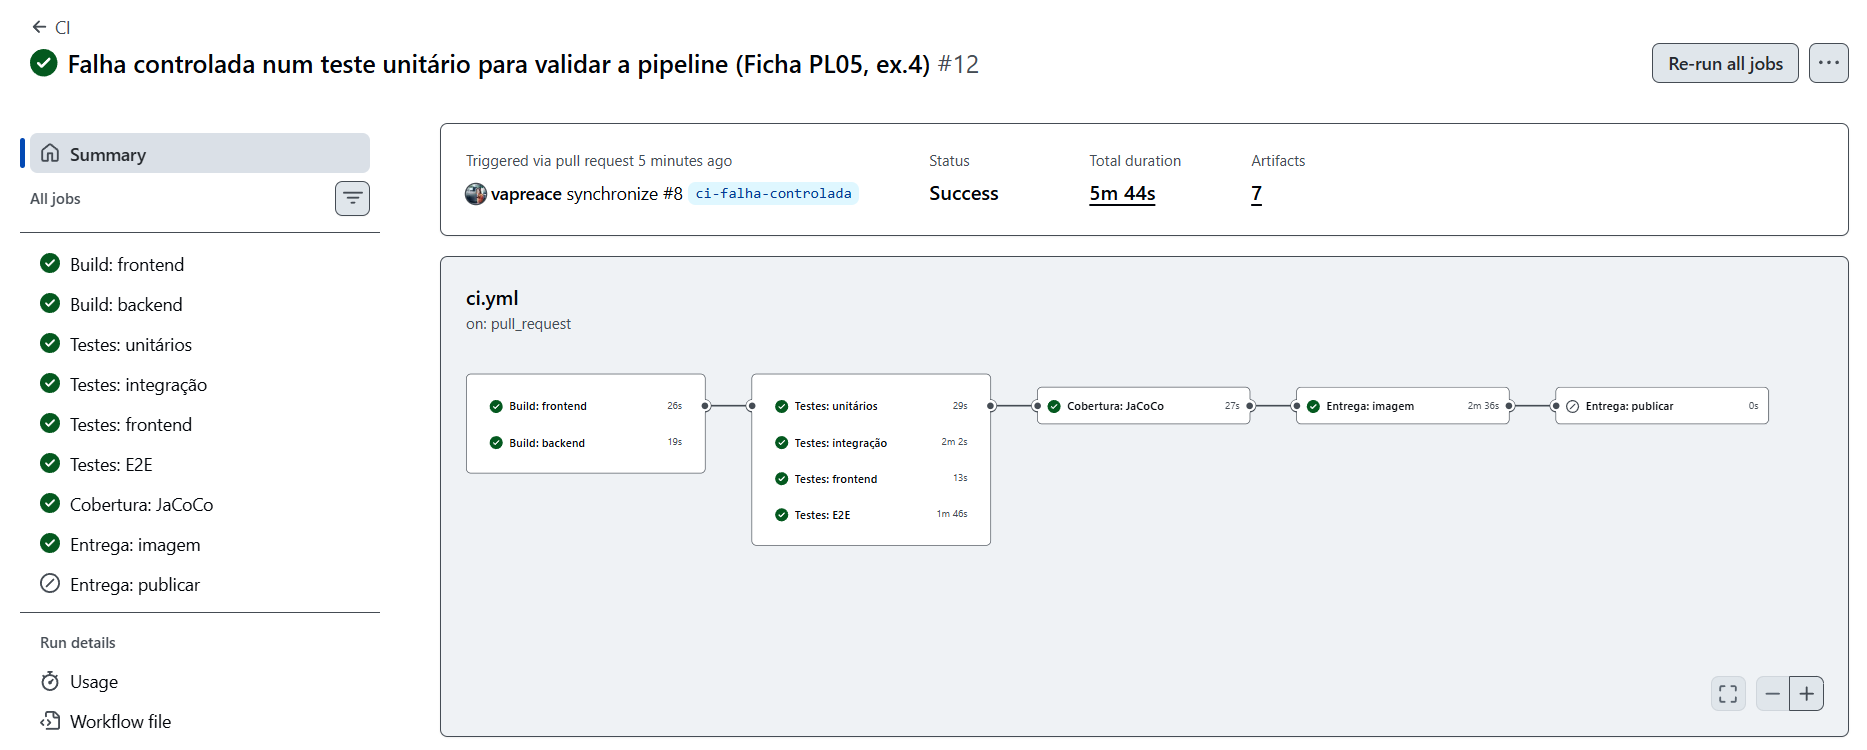 CI
Falha controlada num teste unitário para validar a pipeline (Ficha PL05, ex.4) #12
Re-run all jobs
Summary
All jobs
Build: frontend
Build: backend
Testes: unitários
Testes: integração
Testes: frontend
Testes: E2E
Cobertura: JaCoCo
Entrega: imagem
Entrega: publicar
Run details
Usage
Workflow file
Triggered via pull request 5 minutes ago
vapreace synchronize #8 ci-falha-controlada
Status
Success
Total duration
5m 44s
Artifacts
7
ci.yml
on: pull_request
Build: frontend 26s
Build: backend 19s
Testes: unitários 29s
Testes: integração 2m 2s
Testes: frontend 13s
Testes: E2E 1m 46s
Cobertura: JaCoCo 27s
Entrega: imagem 2m 36s
Entrega: publicar 0s